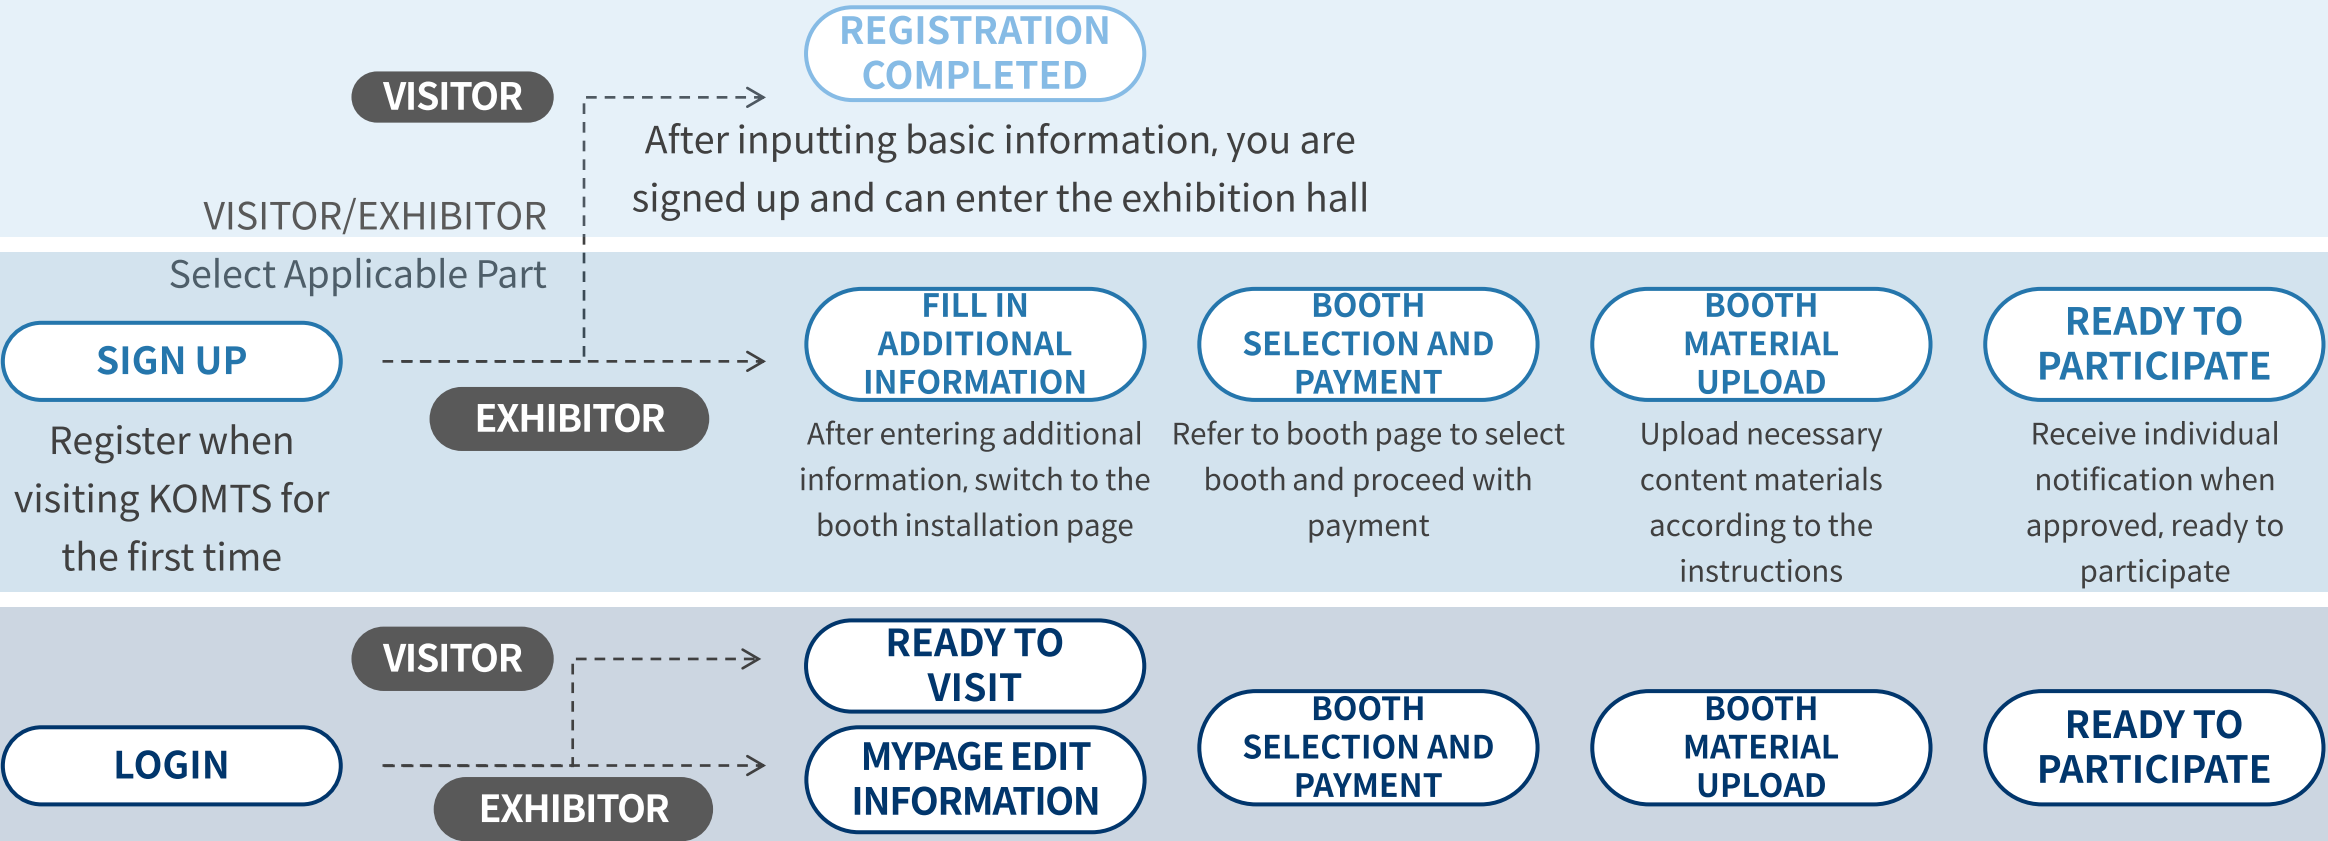 REGISTRATION
COMPLETED
VISITOR
After inputting basic information, you are
signed up and can enter the exhibition hall
VISITOR/EXHIBITOR
Select Applicable Part
SIGN UP
Register when
visiting KOMTS for
the first time
EXHIBITOR
FILL IN
ADDITIONAL
INFORMATION
After entering additional
information, switch to the
booth installation page
BOOTH
SELECTION AND
PAYMENT
Refer to booth page to select
booth and proceed with
payment
BOOTH
MATERIAL
UPLOAD
Upload necessary
content materials
according to the
instructions
READY TO
PARTICIPATE
Receive individual
notification when
approved, ready to
participate
VISITOR
READY TO
VISIT
LOGIN
EXHIBITOR
MYPAGE EDIT
INFORMATION
BOOTH
SELECTION AND
PAYMENT
BOOTH
MATERIAL
UPLOAD
READY TO
PARTICIPATE